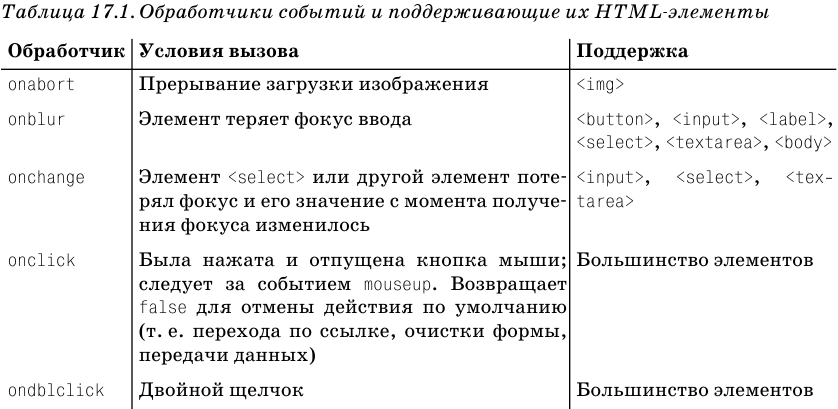 Таблица 17.1. Обработчики событий и поддерживающие их HTML-элементы
Обработчик Условия вызова Поддержка
onabort Прерывание загрузки изображения <img>
onblur Элемент теряет фокус ввода <button>, <input>, <label>,
<select>, <textarea>, <body>
onchange Элемент <select> или другой элемент поте- <input>, <select>, <tex-
рял фокус и его значение с момента получе- tarea>
ния фокуса изменилось
onclick Была нажата и отпущена кнопка мыши; Большинство элементов
следует за событием mouseup. Возвращает
false для отмены действия по умолчанию
(т. е. перехода по ссылке, очистки формы,
передачи данных)
ondblclick Двойной щелчок Большинство элементов